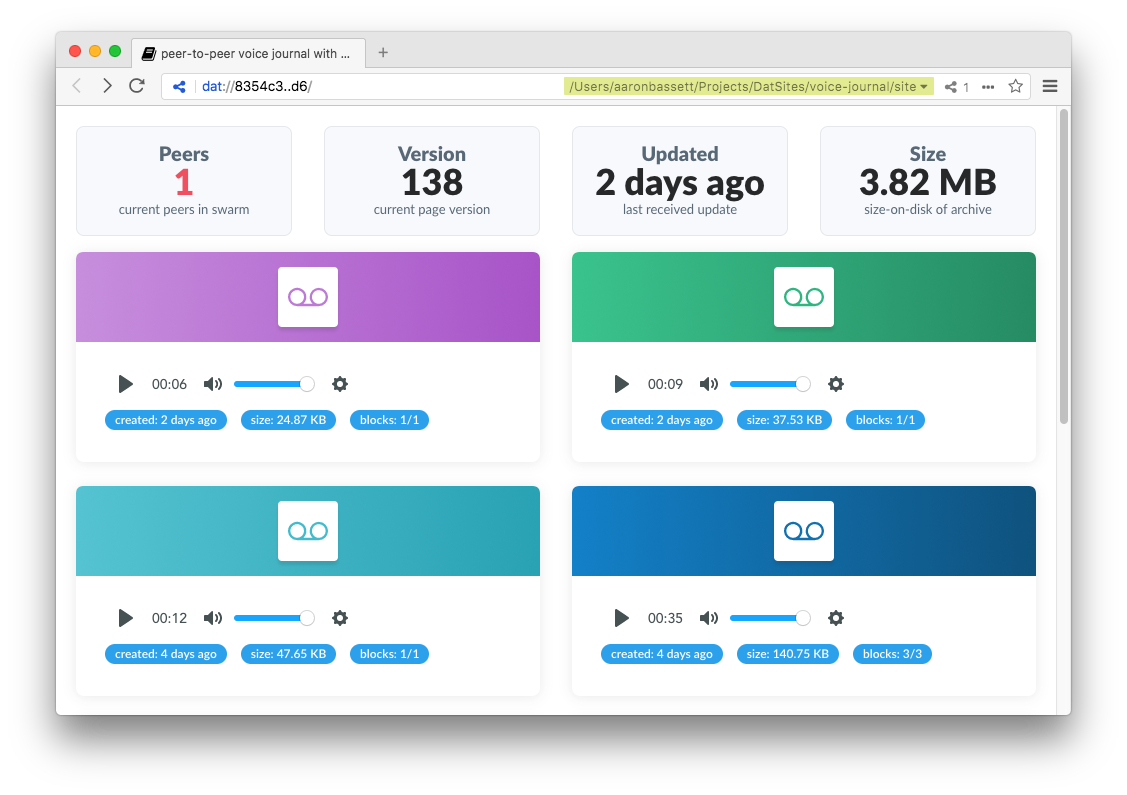 peer-to-peer voice journal with ...
dat://8354c3..d6/
/Users/aaronbassett/Projects/DatSites/voice-journal/site
1
Peers
1
current peers in swarm
Version
138
current page version
Updated
2 days ago
last received update
Size
3.82 MB
size-on-disk of archive
00:06
created: 2 days ago size: 24.87 KB blocks: 1/1
00:09
created: 2 days ago size: 37.53 KB blocks: 1/1
00:12
created: 4 days ago size: 47.65 KB blocks: 1/1
00:35
created: 4 days ago size: 140.75 KB blocks: 3/3